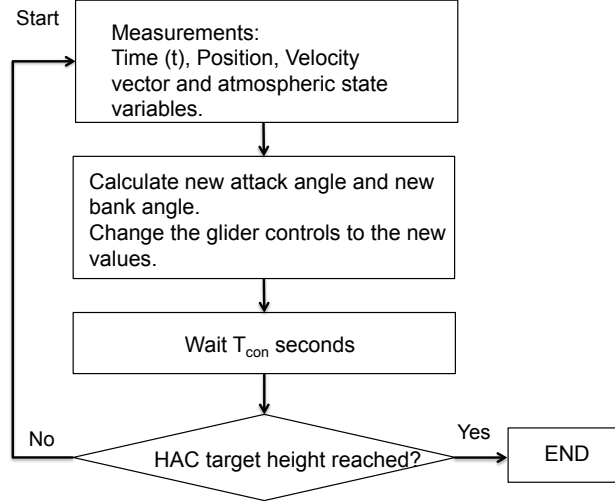 Start
Measurements:
Time (t), Position, Velocity
vector and atmospheric state
variables.
Calculate new attack angle and new
bank angle.
Change the glider controls to the new
values.
Wait Tcon seconds
No
HAC target height reached?
Yes
END